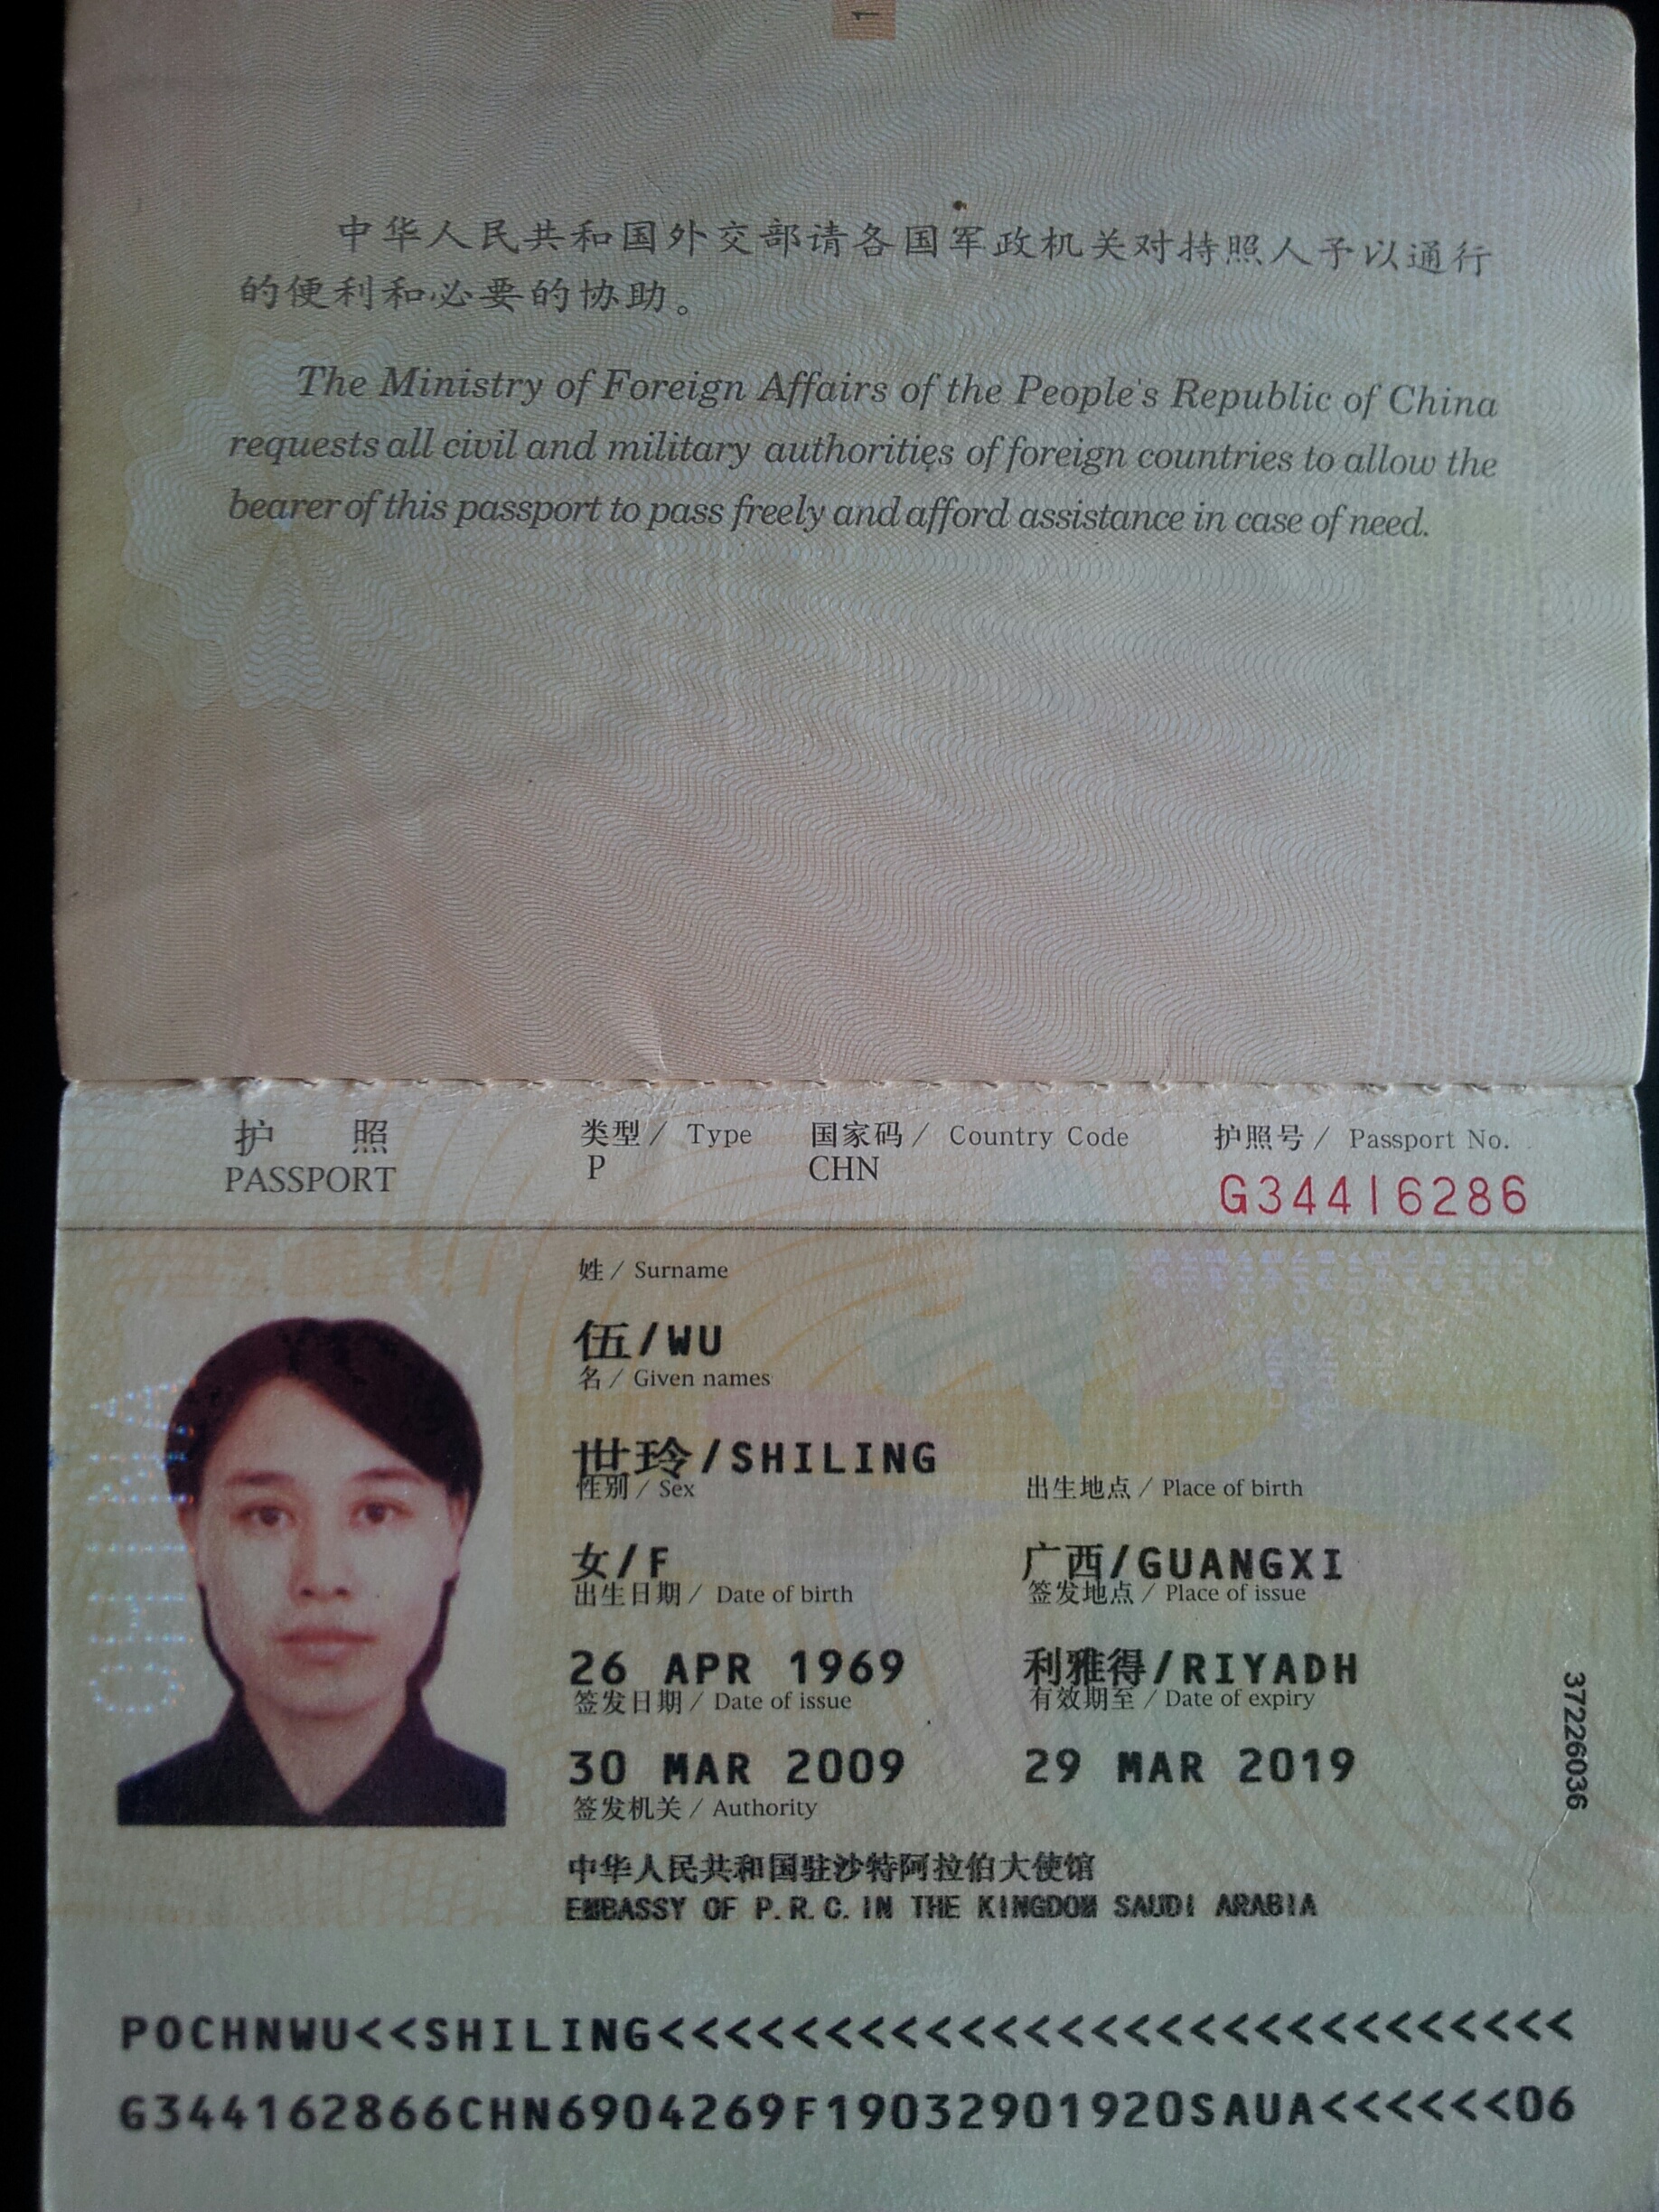 1
中华人民共和国外交部请各国军政机关对持照人予以通行
的便利和必要的协助。
The Ministry of Foreign Affairs of the People's Republic of China
requests all civil and military authorities of foreign countries to allow the
bearer of this passport to pass freely and afford assistance in case of need.
护 照 类型 / Type 国家码 / Country Code 护照号 / Passport No.
PASSPORT P CHN G34416286
姓 / Surname
伍/WU
名 / Given names
世玲/SHILING
性别 / Sex 出生地点 / Place of birth
女/F 广西/GUANGXI
出生日期 / Date of birth 签发地点 / Place of issue
26 APR 1969 利雅得/RIYADH
签发日期 / Date of issue 有效期至 / Date of expiry
30 MAR 2009 29 MAR 2019
签发机关 / Authority
中华人民共和国驻沙特阿拉伯大使馆
EMBASSY OF P.R.C. IN THE KINGDOM SAUDI ARABIA
37226036
CHINA
POCHNWU<<SHILING<<<<<<<<<<<<<<<<<<<<<<<<<<<<
G344162866CHN6904269F19032901920SAUA<<<<<<06